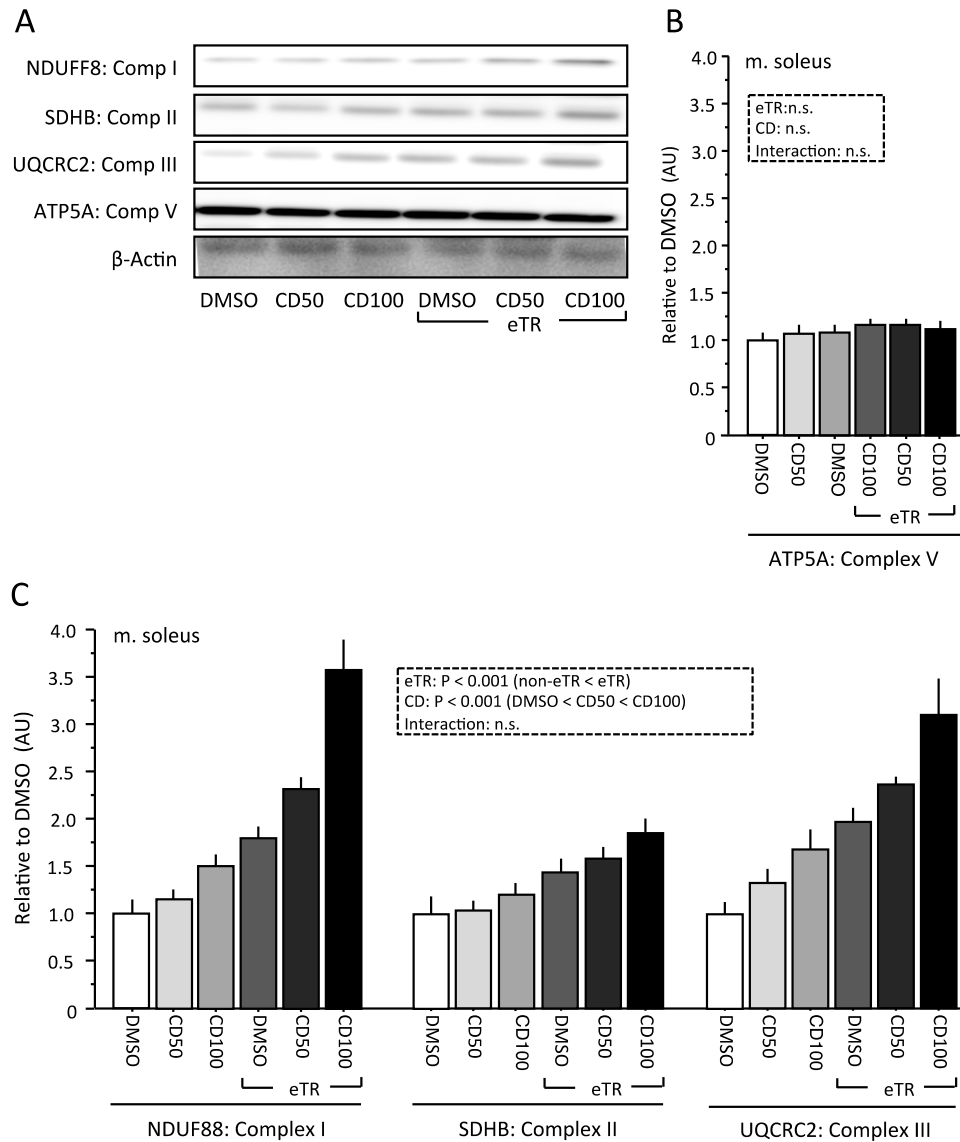 A
NDUFF8: Comp I
SDHB: Comp II
UQCRC2: Comp III
ATP5A: Comp V
β-Actin
DMSO CD50 CD100 DMSO CD50 CD100
eTR
B
m. soleus
eTR:n.s.
CD: n.s.
Interaction: n.s.
Relative to DMSO (AU)
4.0
3.5
3.0
2.5
2.0
1.5
1.0
0.5
0
DMSO CD50 DMSO CD100 CD50 CD100
eTR
ATP5A: Complex V
C
m. soleus
eTR: P < 0.001 (non-eTR < eTR)
CD: P < 0.001 (DMSO < CD50 < CD100)
Interaction: n.s.
Relative to DMSO (AU)
4.0
3.5
3.0
2.5
2.0
1.5
1.0
0.5
0
DMSO CD50 CD100 DMSO CD50 CD100 DMSO CD50 CD100 DMSO CD50 CD100 DMSO CD50 CD100 DMSO CD50 CD100
eTR eTR eTR
NDUF88: Complex I SDHB: Complex II UQCRC2: Complex III